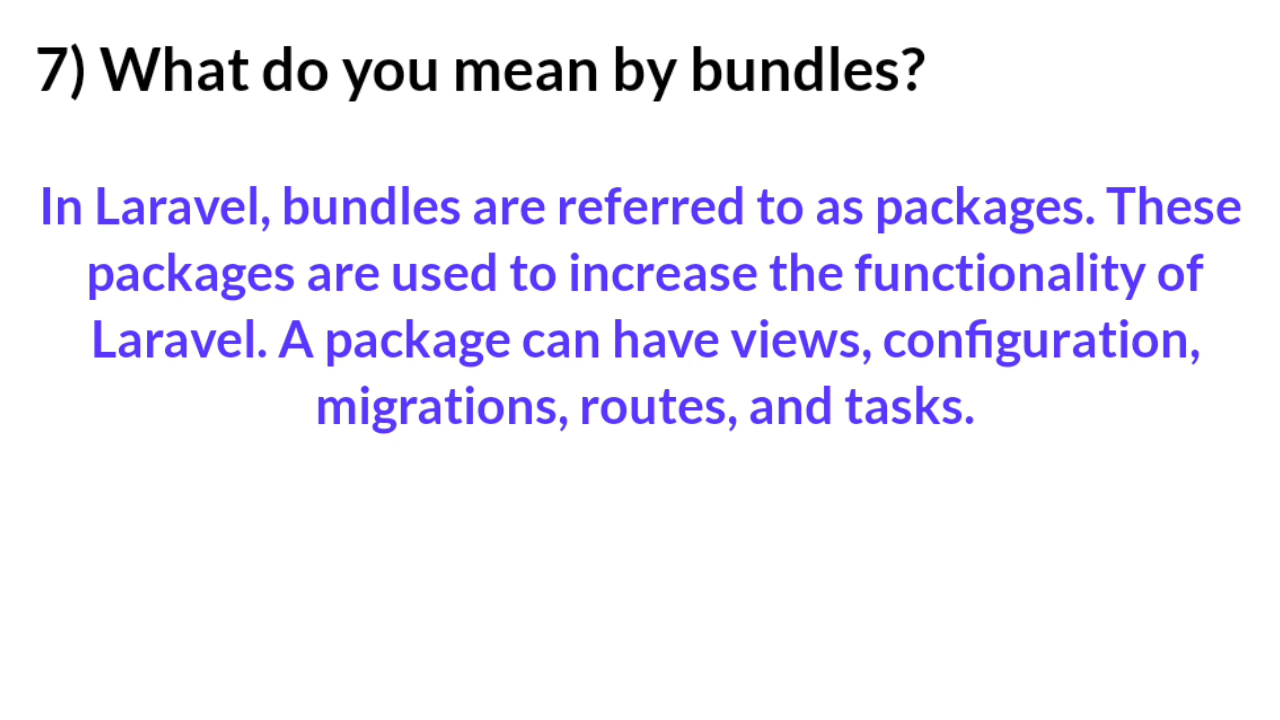 7) What do you mean by bundles?
In Laravel, bundles are referred to as packages. These
packages are used to increase the functionality of
Laravel. A package can have views, configuration,
migrations, routes, and tasks.